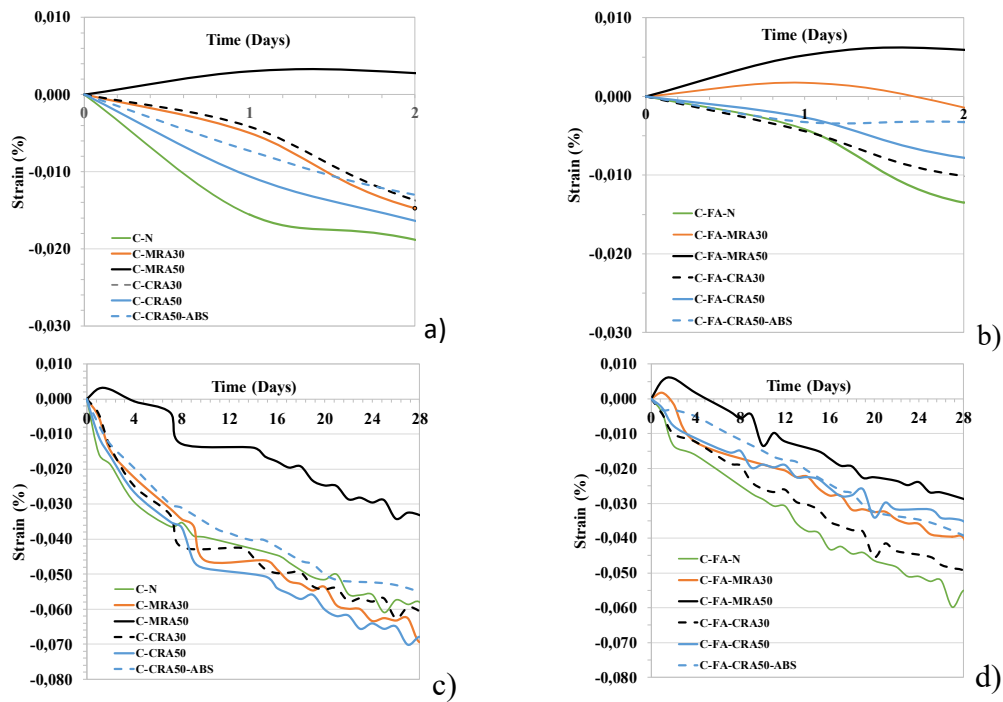 0,010
Time (Days)
0,000
0
1
2
-0,010
-0,020
-0,030
Strain (%)
C-N
C-MRA30
C-MRA50
C-CRA30
C-CRA50
C-CRA50-ABS
a)
0,010
Time (Days)
0,000
0
1
2
-0,010
-0,020
-0,030
Strain (%)
C-FA-N
C-FA-MRA30
C-FA-MRA50
C-FA-CRA30
C-FA-CRA50
C-FA-CRA50-ABS
b)
0,010
Time (Days)
0,000
0 4 8 12 16 20 24 28
-0,010
-0,020
-0,030
-0,040
-0,050
-0,060
-0,070
-0,080
Strain (%)
C-N
C-MRA30
C-MRA50
C-CRA30
C-CRA50
C-CRA50-ABS
c)
0,010
Time (Days)
0,000
0 4 8 12 16 20 24 28
-0,010
-0,020
-0,030
-0,040
-0,050
-0,060
-0,070
-0,080
Strain (%)
C-FA-N
C-FA-MRA30
C-FA-MRA50
C-FA-CRA30
C-FA-CRA50
C-FA-CRA50-ABS
d)